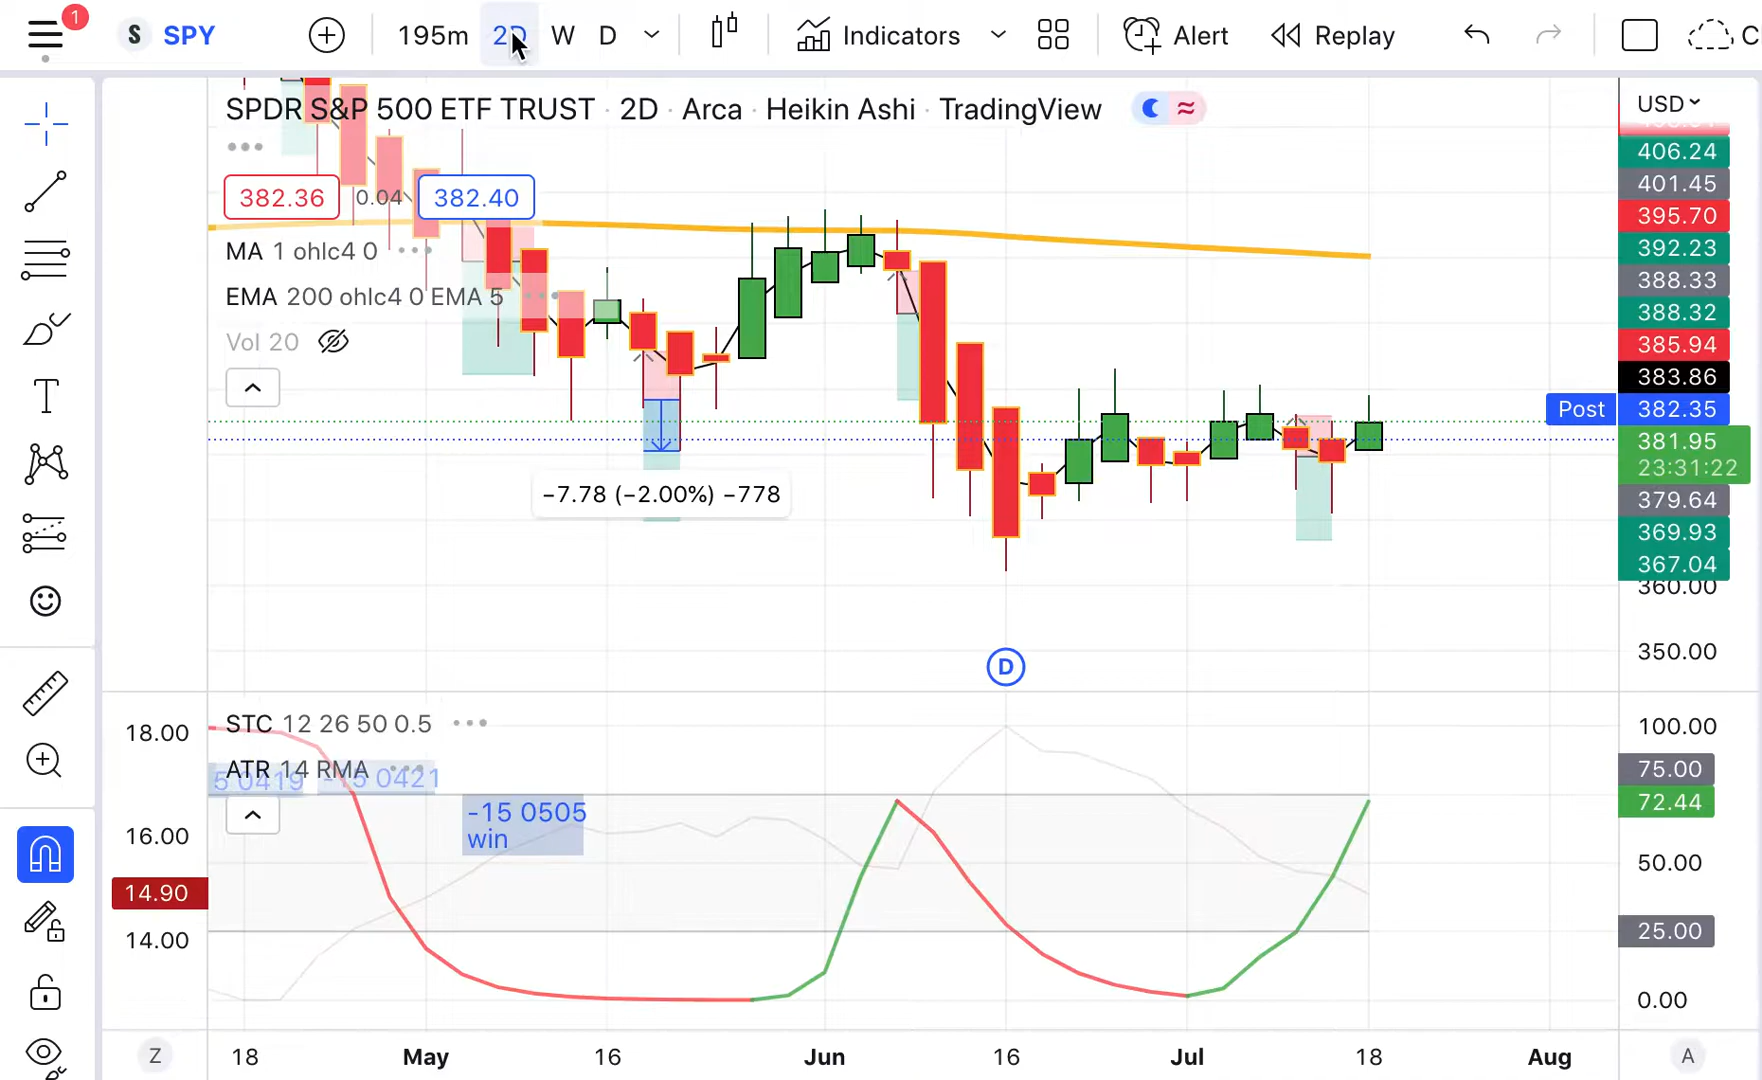 1
S SPY 195m 2D W D Indicators Alert Replay
SPDR S&P 500 ETF TRUST · 2D · Arca · Heikin Ashi · TradingView
382.36 0.04 382.40
MA 1 ohlc4 0
EMA 200 ohlc4 0 EMA 5
Vol 20
−7.78 (−2.00%) −778
D
USD
406.24
401.45
395.70
392.23
388.33
388.32
385.94
383.86
Post 382.35
381.95
23:31:22
379.64
369.93
367.04
360.00
350.00
STC 12 26 50 0.5
ATR 14 RMA
5 0419 -15 0421
-15 0505
win
18.00
16.00
14.90
14.00
100.00
75.00
72.44
50.00
25.00
0.00
Z 18 May 16 Jun 16 Jul 18 Aug A